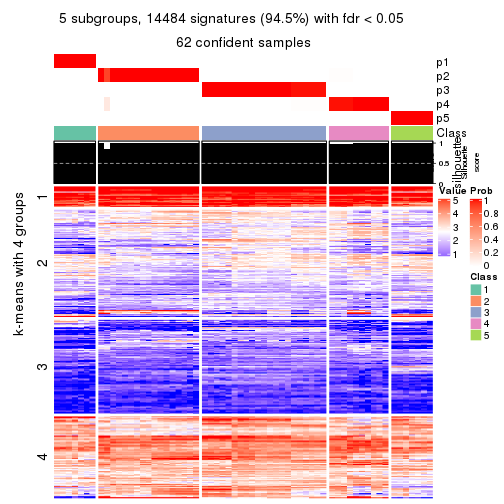 5 subgroups, 14484 signatures (94.5%) with fdr < 0.05
62 confident samples
p1
p2
p3
p4
p5
Class
1
0.5
0
silhouette
Silhouette
score
k-means with 4 groups
1
2
3
4
Value
5
4
3
2
1
Prob
1
0.8
0.6
0.4
0.2
0
Class
1
2
3
4
5